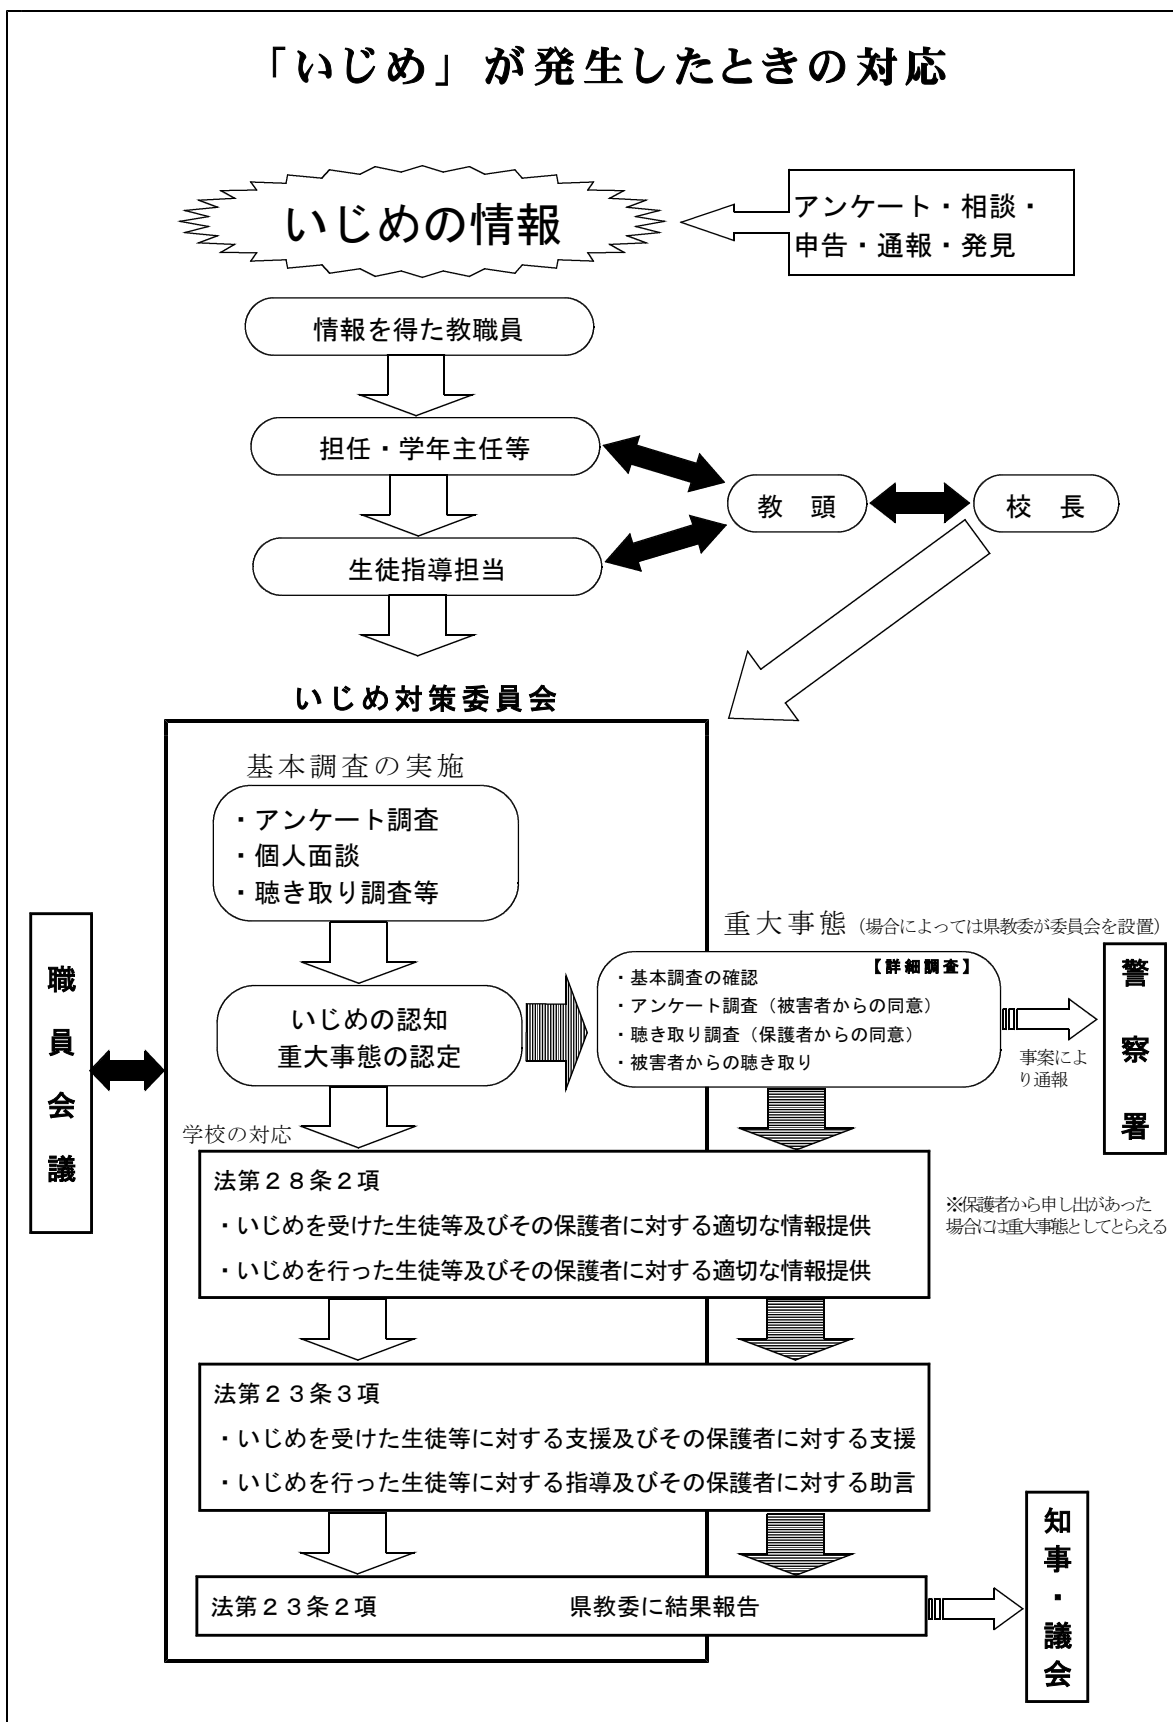 「いじめ」が発生したときの対応
いじめの情報
アンケート・相談・
申告・通報・発見
情報を得た教職員
担任・学年主任等
教　頭
校　長
生徒指導担当
いじめ対策委員会
基本調査の実施
・アンケート調査
・個人面談
・聴き取り調査等
職員会議
いじめの認知
重大事態の認定
重大事態（場合によっては県教委が委員会を設置）
【詳細調査】
・基本調査の確認
・アンケート調査（被害者からの同意）
・聴き取り調査（保護者からの同意）
・被害者からの聴き取り
事案によ
り通報
警察署
学校の対応
法第２８条２項
・いじめを受けた生徒等及びその保護者に対する適切な情報提供
・いじめを行った生徒等及びその保護者に対する適切な情報提供
※保護者から申し出があった
場合には重大事態としてとらえる
法第２３条３項
・いじめを受けた生徒等に対する支援及びその保護者に対する支援
・いじめを行った生徒等に対する指導及びその保護者に対する助言
法第２３条２項　県教委に結果報告
知事・議会